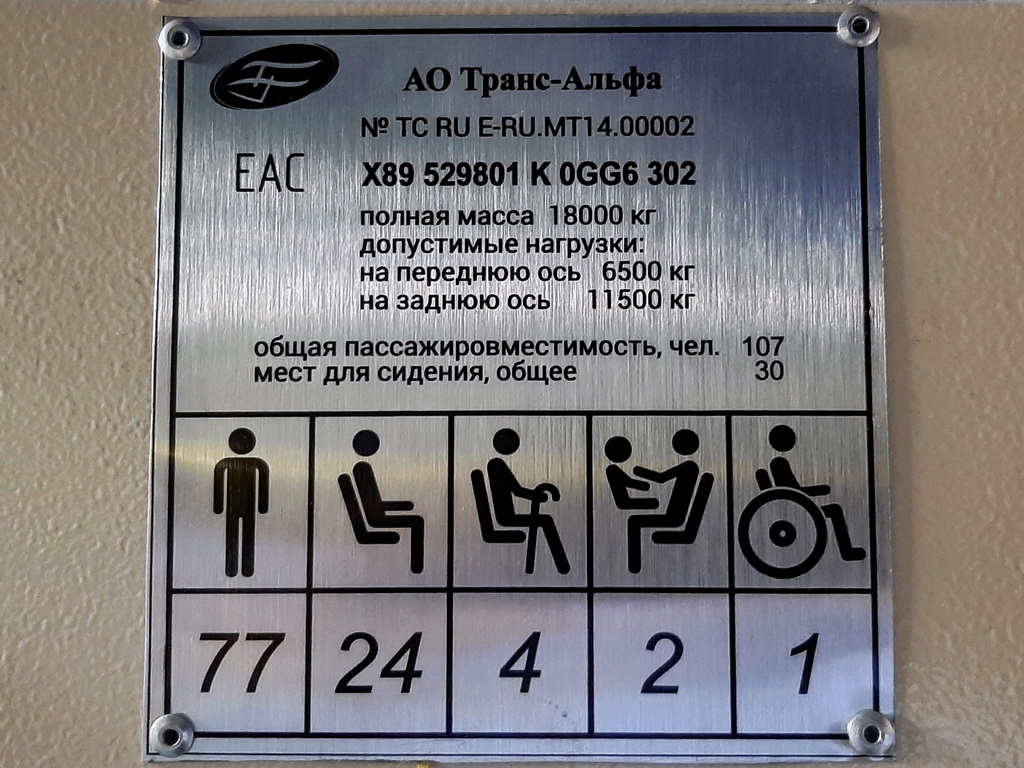 АО Транс-Альфа
№ ТС RU E-RU.MT14.00002
EAC
X89 529801 K 0GG6 302
полная масса 18000 кг
допустимые нагрузки:
на переднюю ось 6500 кг
на заднюю ось 11500 кг
общая пассажировместимость, чел. 107
мест для сидения, общее 30
77 24 4 2 1